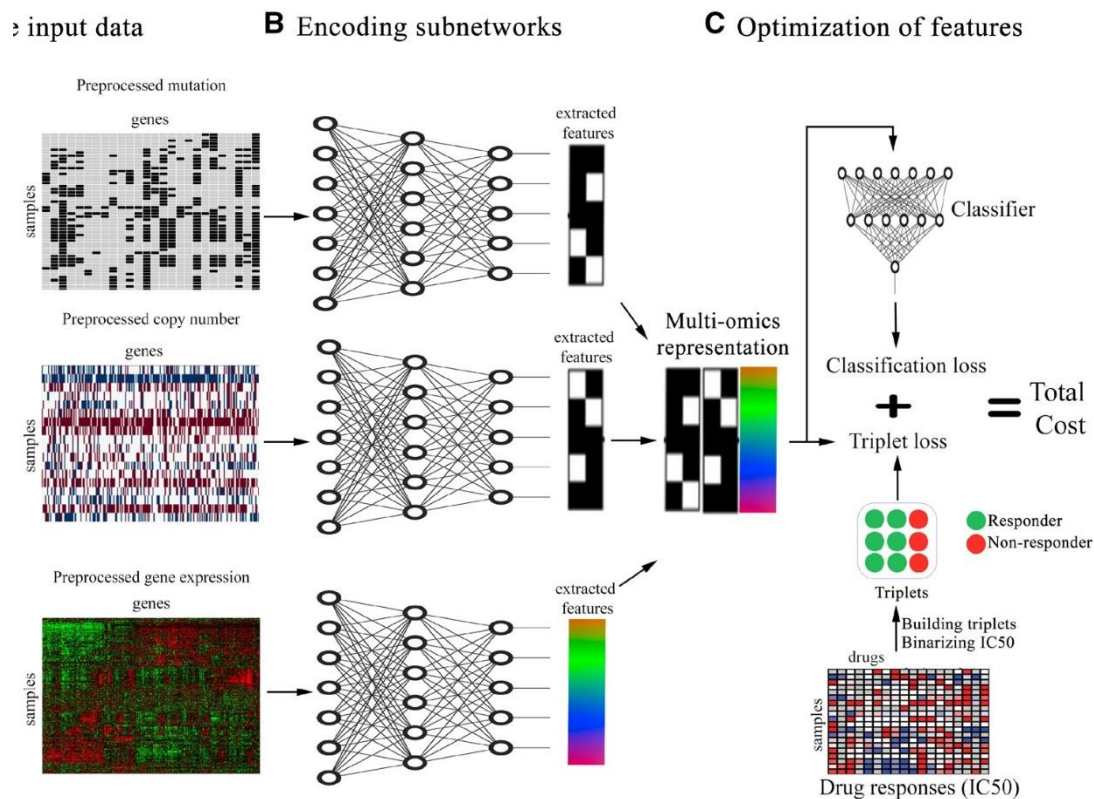 e input data
B Encoding subnetworks
C Optimization of features
Preprocessed mutation
genes
samples
extracted
features
Preprocessed copy number
genes
samples
extracted
features
Multi-omics
representation
Preprocessed gene expression
genes
samples
extracted
features
Classifier
Classification loss
+
= Total
Cost
Triplet loss
Responder
Non-responder
Triplets
Building triplets
Binarizing IC50
drugs
samples
Drug responses (IC50)